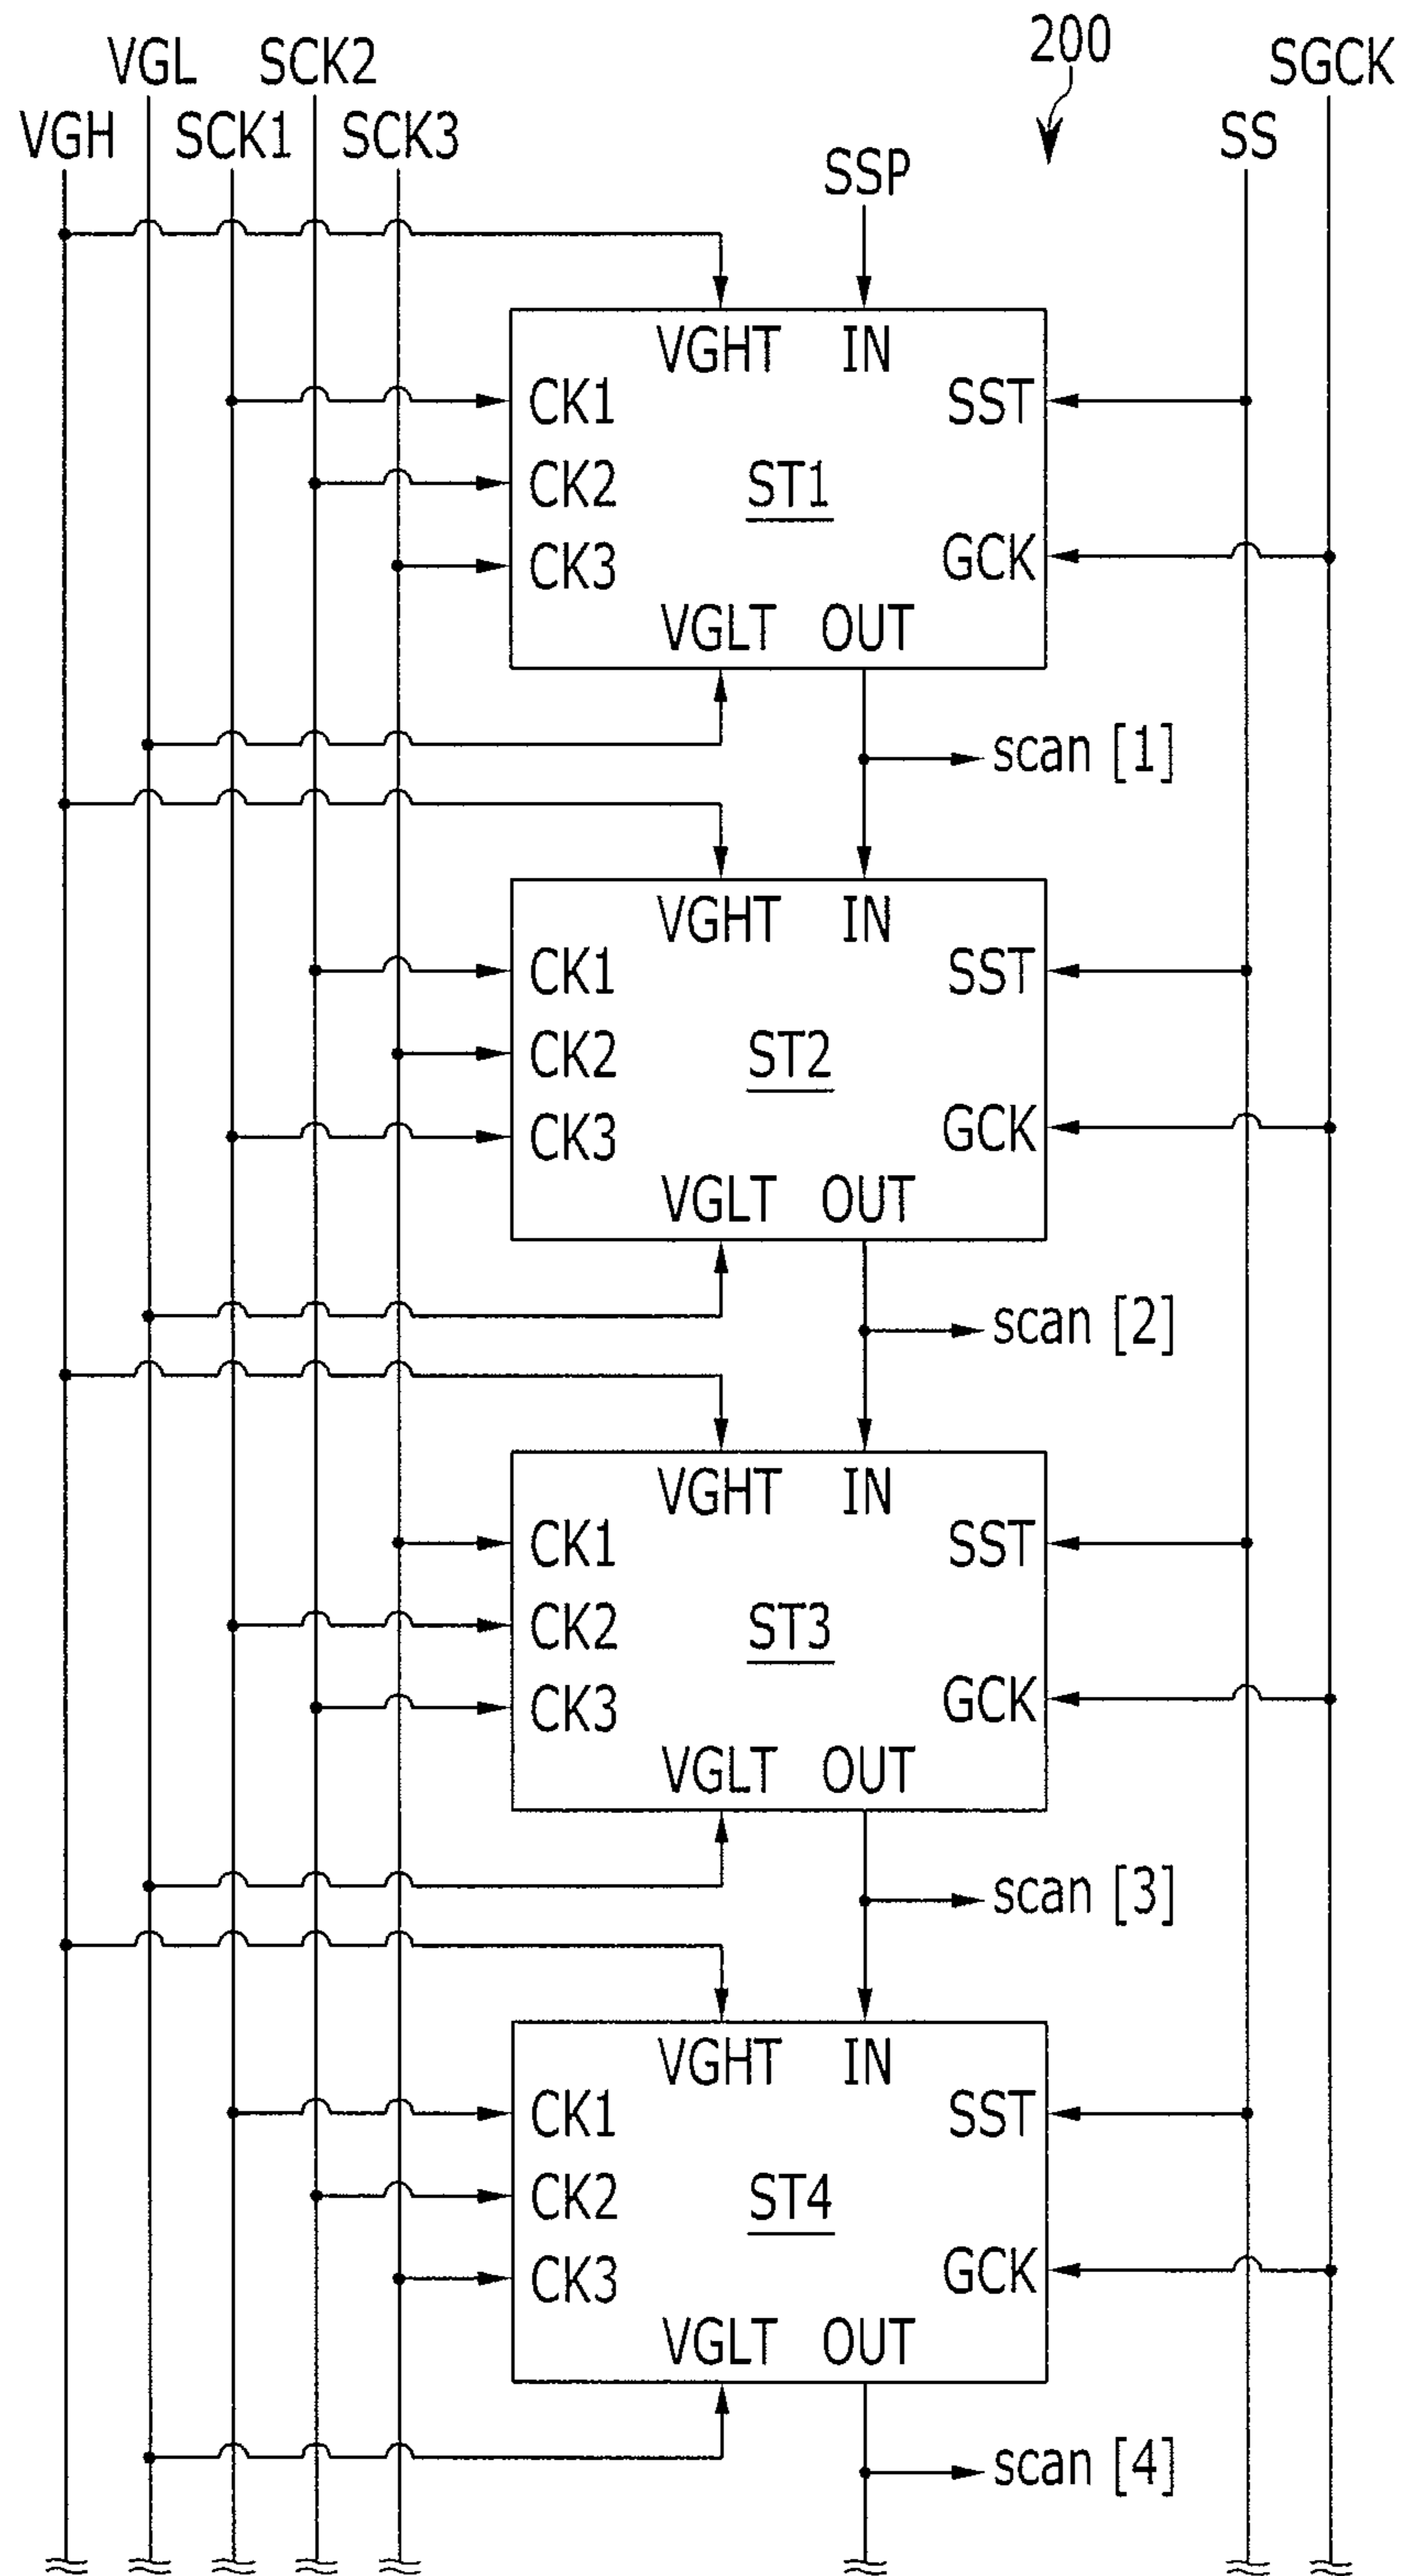 200
VGL SCK2 SGCK
VGH SCK1 SCK3 SS
SSP
VGHT IN
CK1 SST
CK2 ST1
CK3 GCK
VGLT OUT
scan [1]
VGHT IN
CK1 SST
CK2 ST2
CK3 GCK
VGLT OUT
scan [2]
VGHT IN
CK1 SST
CK2 ST3
CK3 GCK
VGLT OUT
scan [3]
VGHT IN
CK1 SST
CK2 ST4
CK3 GCK
VGLT OUT
scan [4]